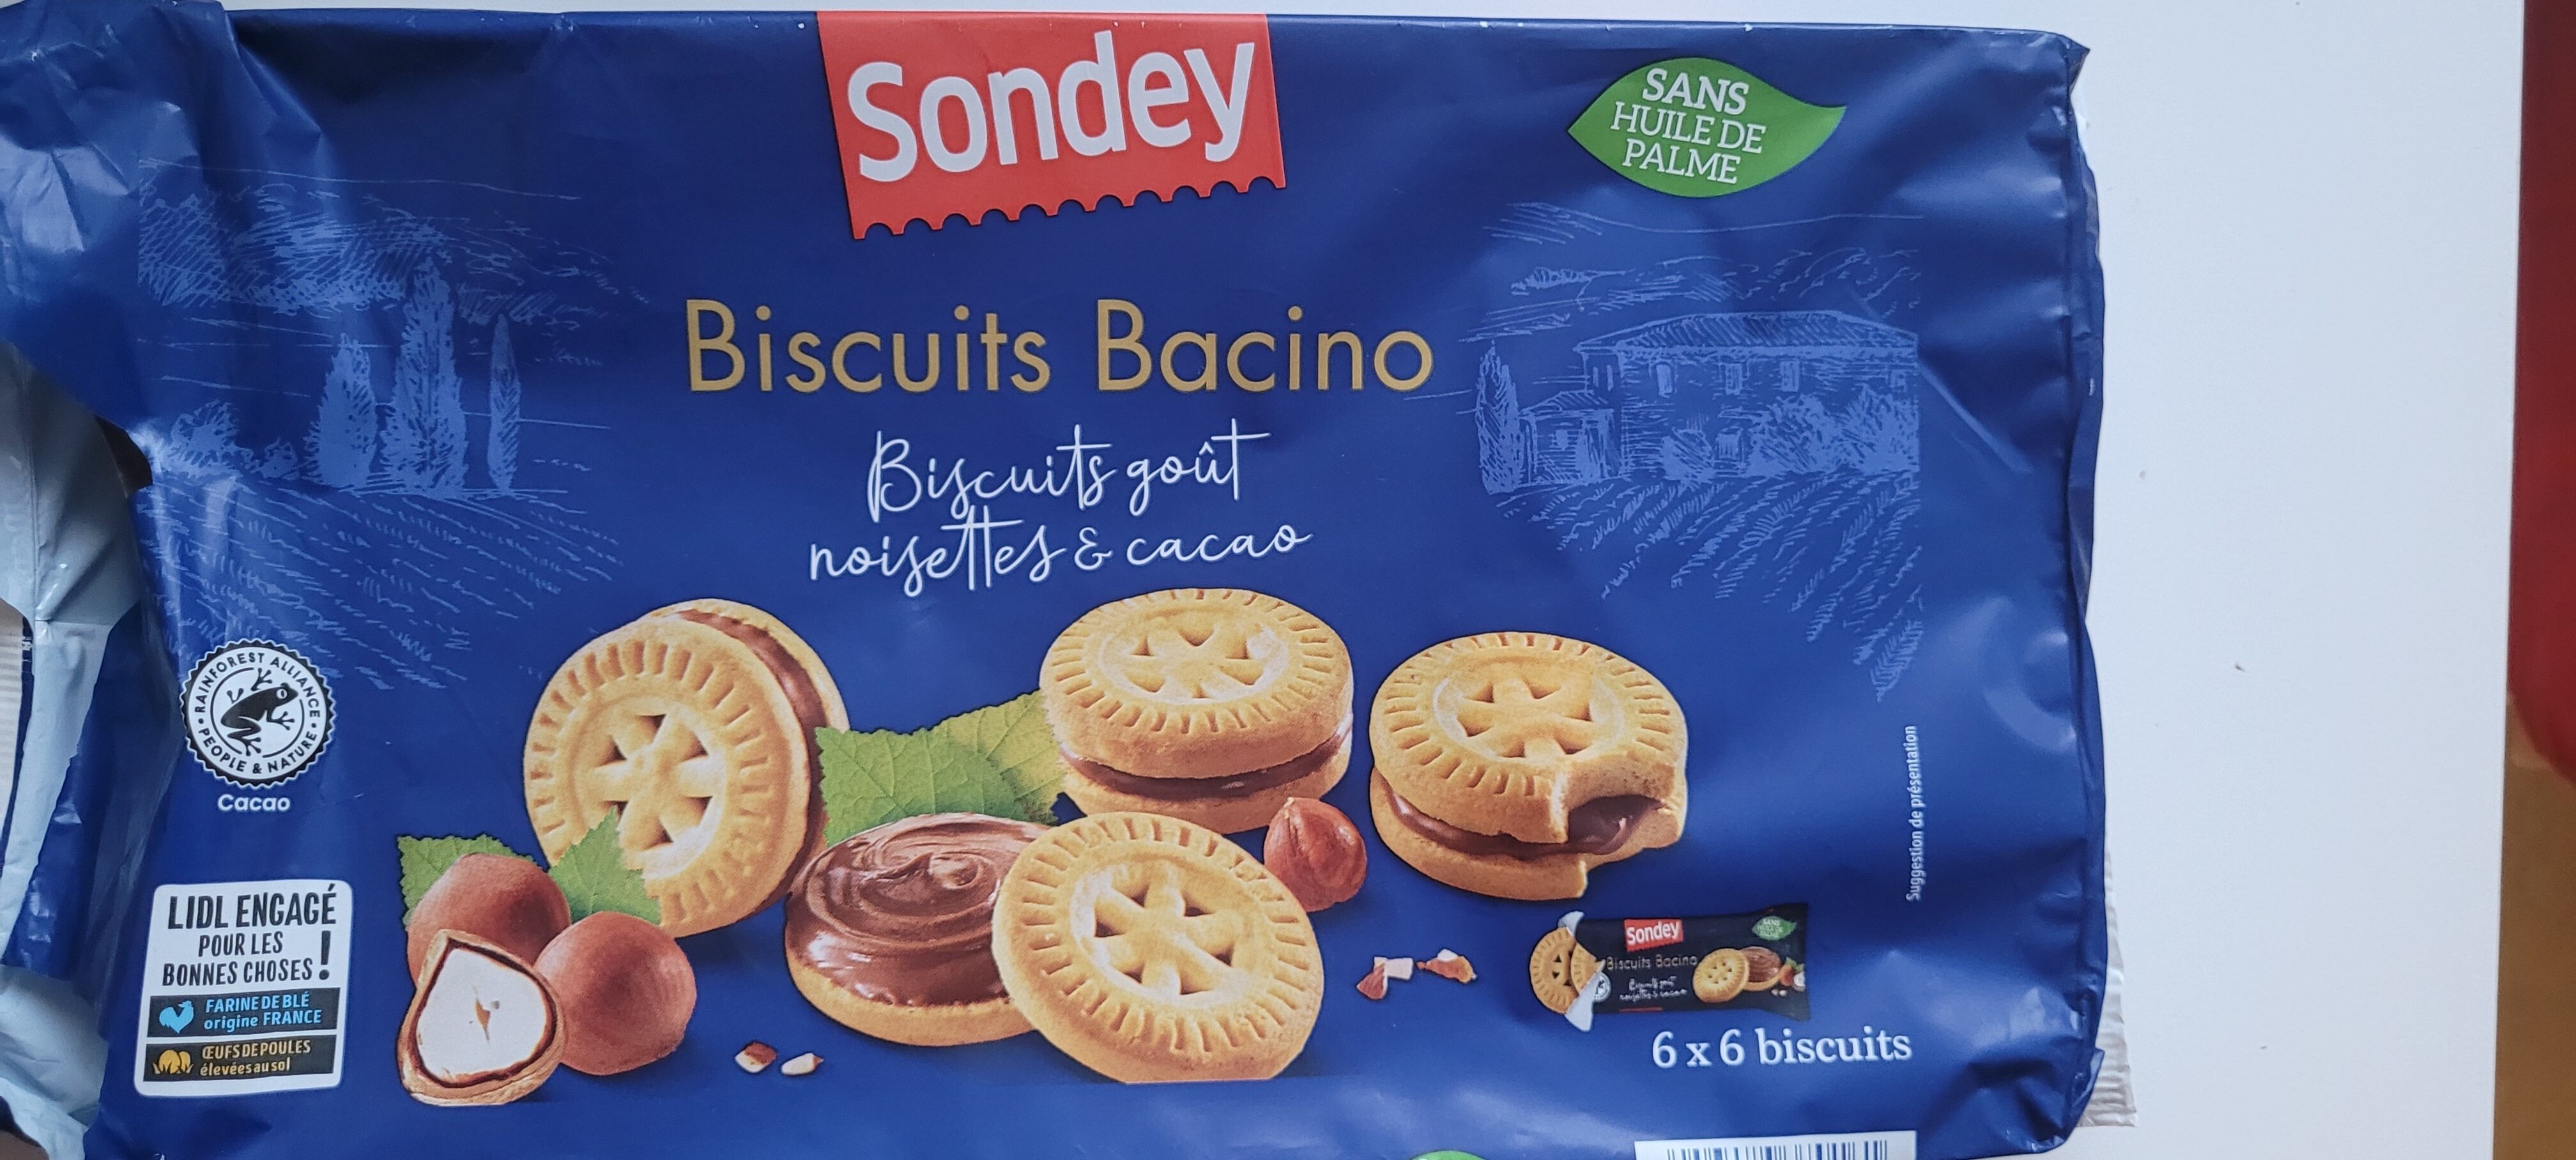 Sondey
SANS
HUILE DE
PALME
Biscuits Bacino
Biscuits goût
noisettes & cacao
RAINFOREST ALLIANCE
PEOPLE & NATURE
Cacao
LIDL ENGAGÉ
POUR LES
BONNES CHOSES !
FARINE DE BLÉ
origine FRANCE
ŒUFS DE POULES
élevées au sol
Suggestion de présentation
Sondey
Biscuits Bacino
6 x 6 biscuits